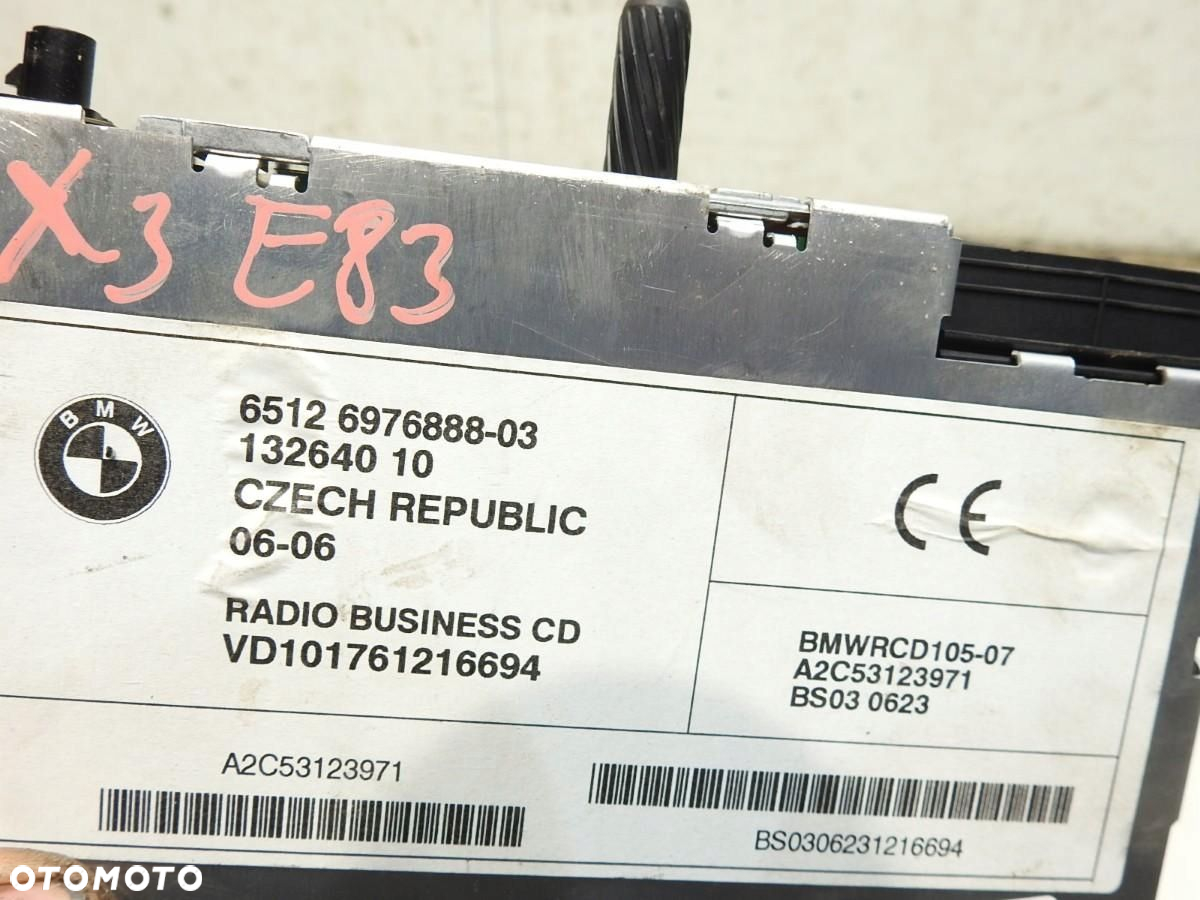 X3 E83
BMW
6512 6976888-03
132640 10
CZECH REPUBLIC
06-06
RADIO BUSINESS CD
VD101761216694
CE
BMWRCD105-07
A2C53123971
BS03 0623
A2C53123971
BS0306231216694
OTOMOTO